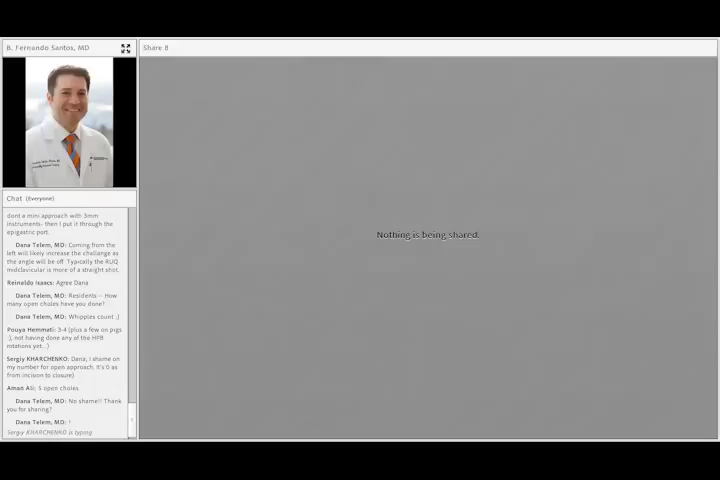 B. Fernando Santos, MD
Share 8
Nothing is being shared.
Chat (Everyone)
dont a mini approach with 3mm
instruments- then I put it through the
epigastric port.
Dana Telem, MD: Coming from the
left will likely increase the challange as
the angle will be off. Typically the RUQ
midclavicular is more of a straight shot.
Reinaldo Isaacs: Agree Dana
Dana Telem, MD: Residents -- How
many open choles have you done?
Dana Telem, MD: Whipples count ;)
Pouya Hemmati: 3-4 (plus a few on pigs
:), not having done any of the HPB
rotations yet...)
Sergiy KHARCHENKO: Dana, I shame on
my number for open approach. It's 0 as
from incision to closure)
Aman Ali: 5 open choles
Dana Telem, MD: No shame!! Thank
you for sharing?
Dana Telem, MD: !
Sergiy KHARCHENKO is typing